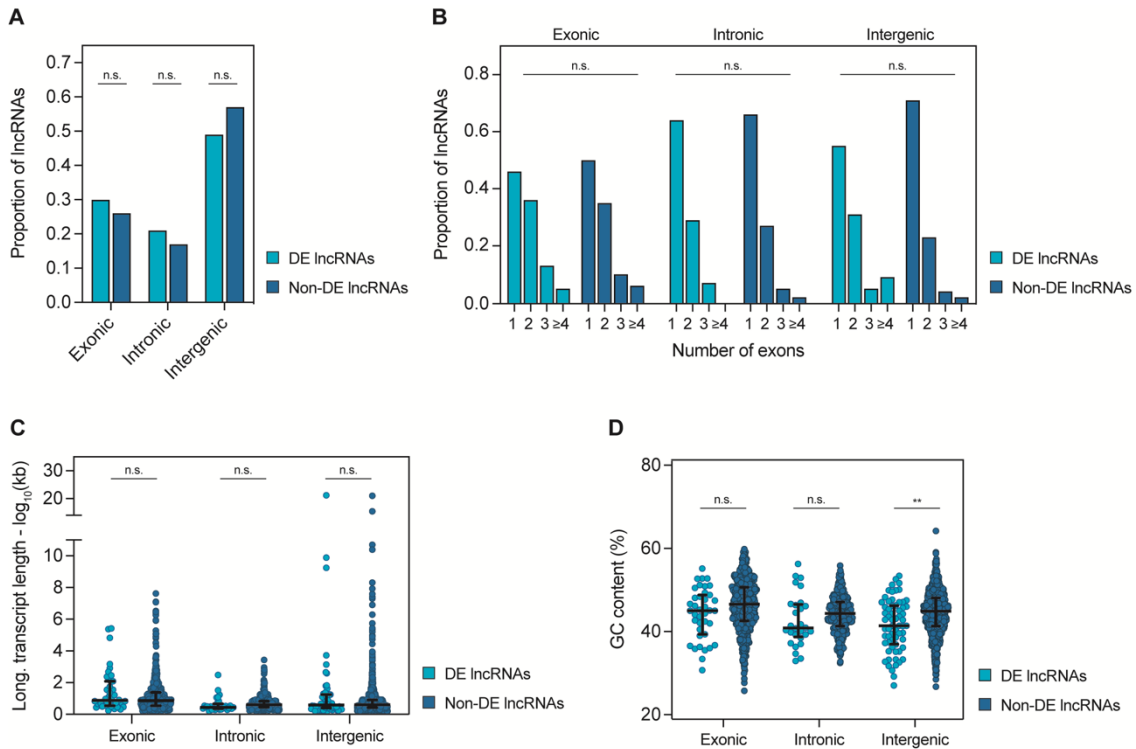 A
Proportion of lncRNAs
0.7
0.6
0.5
0.4
0.3
0.2
0.1
0.0
n.s.
n.s.
n.s.
Exonic
Intronic
Intergenic
DE lncRNAs
Non-DE lncRNAs
B
Exonic
Intronic
Intergenic
Proportion of lncRNAs
0.8
0.6
0.4
0.2
0.0
n.s.
n.s.
n.s.
1 2 3 ≥4 1 2 3 ≥4 1 2 3 ≥4 1 2 3 ≥4 1 2 3 ≥4 1 2 3 ≥4
Number of exons
DE lncRNAs
Non-DE lncRNAs
C
Long. transcript length - log₁₀(kb)
30
20
10
8
6
4
2
0
n.s.
n.s.
n.s.
Exonic
Intronic
Intergenic
DE lncRNAs
Non-DE lncRNAs
D
GC content (%)
80
60
40
20
n.s.
n.s.
**
Exonic
Intronic
Intergenic
DE lncRNAs
Non-DE lncRNAs